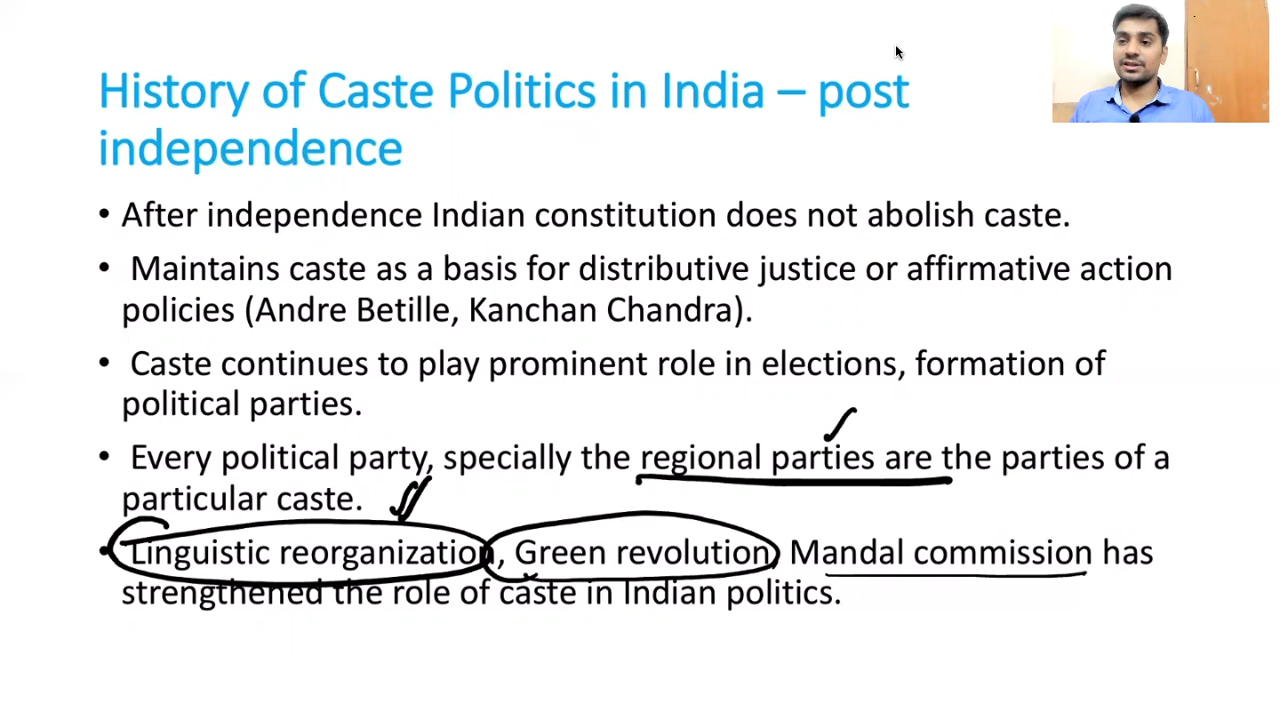 History of Caste Politics in India – post
independence
• After independence Indian constitution does not abolish caste.
• Maintains caste as a basis for distributive justice or affirmative action
policies (Andre Betille, Kanchan Chandra).
• Caste continues to play prominent role in elections, formation of
political parties.
• Every political party, specially the regional parties are the parties of a
particular caste.
• Linguistic reorganization, Green revolution, Mandal commission has
strengthened the role of caste in Indian politics.